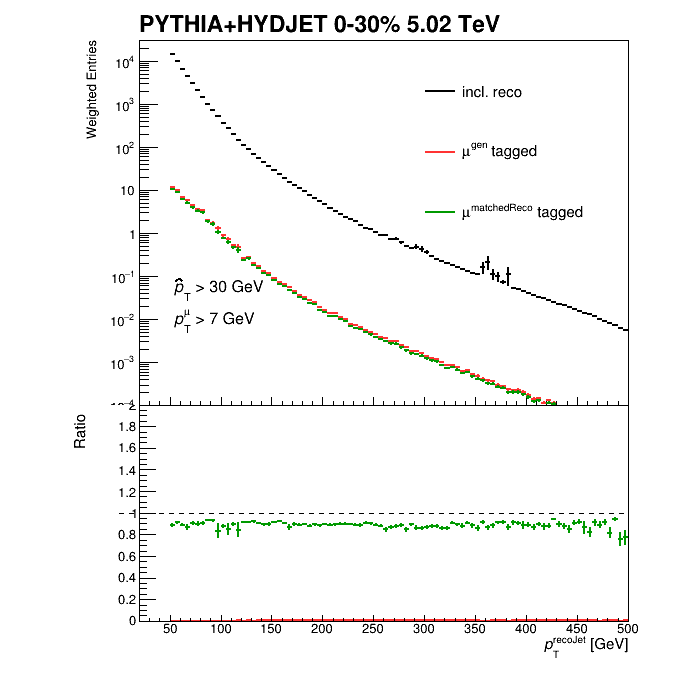 PYTHIA+HYDJET 0-30% 5.02 TeV
Weighted Entries
10^4
10^3
10^2
10
1
10^−1
10^−2
10^−3
incl. reco
μ^gen tagged
μ^matchedReco tagged
p̂_T > 30 GeV
p_T^μ > 7 GeV
Ratio
2
1.8
1.6
1.4
1.2
1
0.8
0.6
0.4
0.2
0
50 100 150 200 250 300 350 400 450 500
p_T^recoJet [GeV]